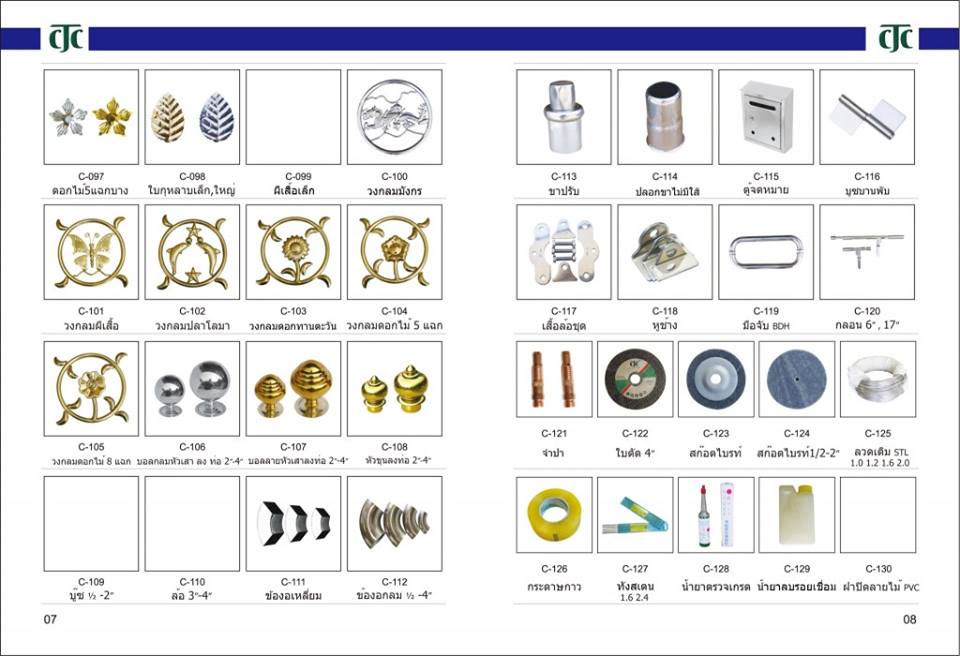 CJC
CJC
C-097
ดอกไม้5แฉกบาง
C-098
ใบกุหลาบเล็ก,ใหญ่
C-099
ผีเสื้อเล็ก
C-100
วงกลมมังกร
C-101
วงกลมผีเสื้อ
C-102
วงกลมปลาโลมา
C-103
วงกลมดอกทานตะวัน
C-104
วงกลมดอกไม้ 5 แฉก
C-105
วงกลมดอกไม้ 8 แฉก
C-106
บอลกลมหัวเสา ลง ท่อ 2"-4"
C-107
บอลลายหัวเสาลงท่อ 2"-4"
C-108
หัวขุนลงท่อ 2"-4"
C-109
บู๊ช ½ -2"
C-110
ล้อ 3"-4"
C-111
ข้องอเหลี่ยม
C-112
ข้องอกลม ½ -4"
07
C-113
ขาปรับ
C-114
ปลอกขาไม่มีไส้
C-115
ตู้จดหมาย
C-116
บูชบานพับ
C-117
เสื้อล้อชุด
C-118
หูช้าง
C-119
มือจับ BDH
C-120
กลอน 6" , 17"
C-121
จำปา
C-122
ใบตัด 4"
C-123
สก๊อตไบรท์
C-124
สก๊อตไบรท์1/2-2"
C-125
ลวดเติม STL
1.0 1.2 1.6 2.0
C-126
กระดาษกาว
C-127
ทังสเตน
1.6 2.4
C-128
น้ำยาตรวจเกรด
C-129
น้ำยาลบรอยเชื่อม
C-130
ฝาปิดลายไม้ PVC
08